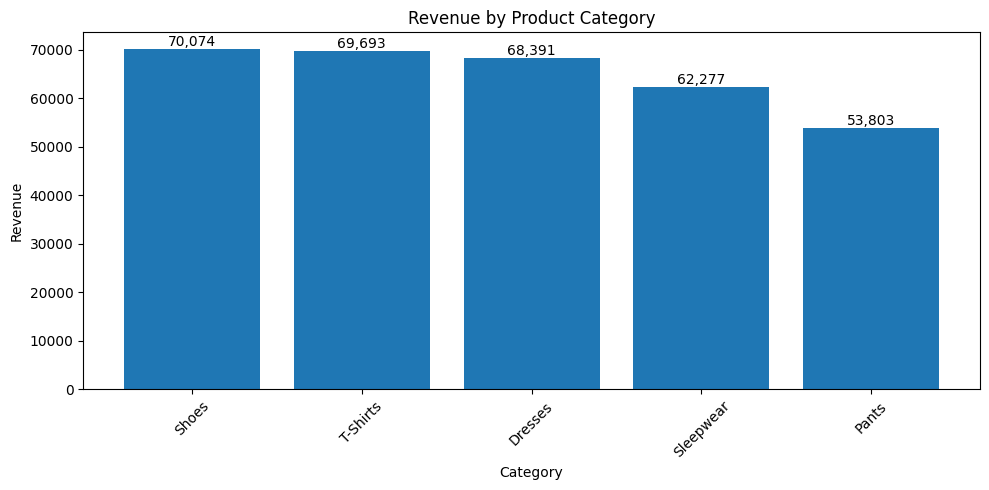 Revenue by Product Category
70,074
69,693
68,391
62,277
53,803
Revenue
70000
60000
50000
40000
30000
20000
10000
0
Shoes
T-Shirts
Dresses
Sleepwear
Pants
Category